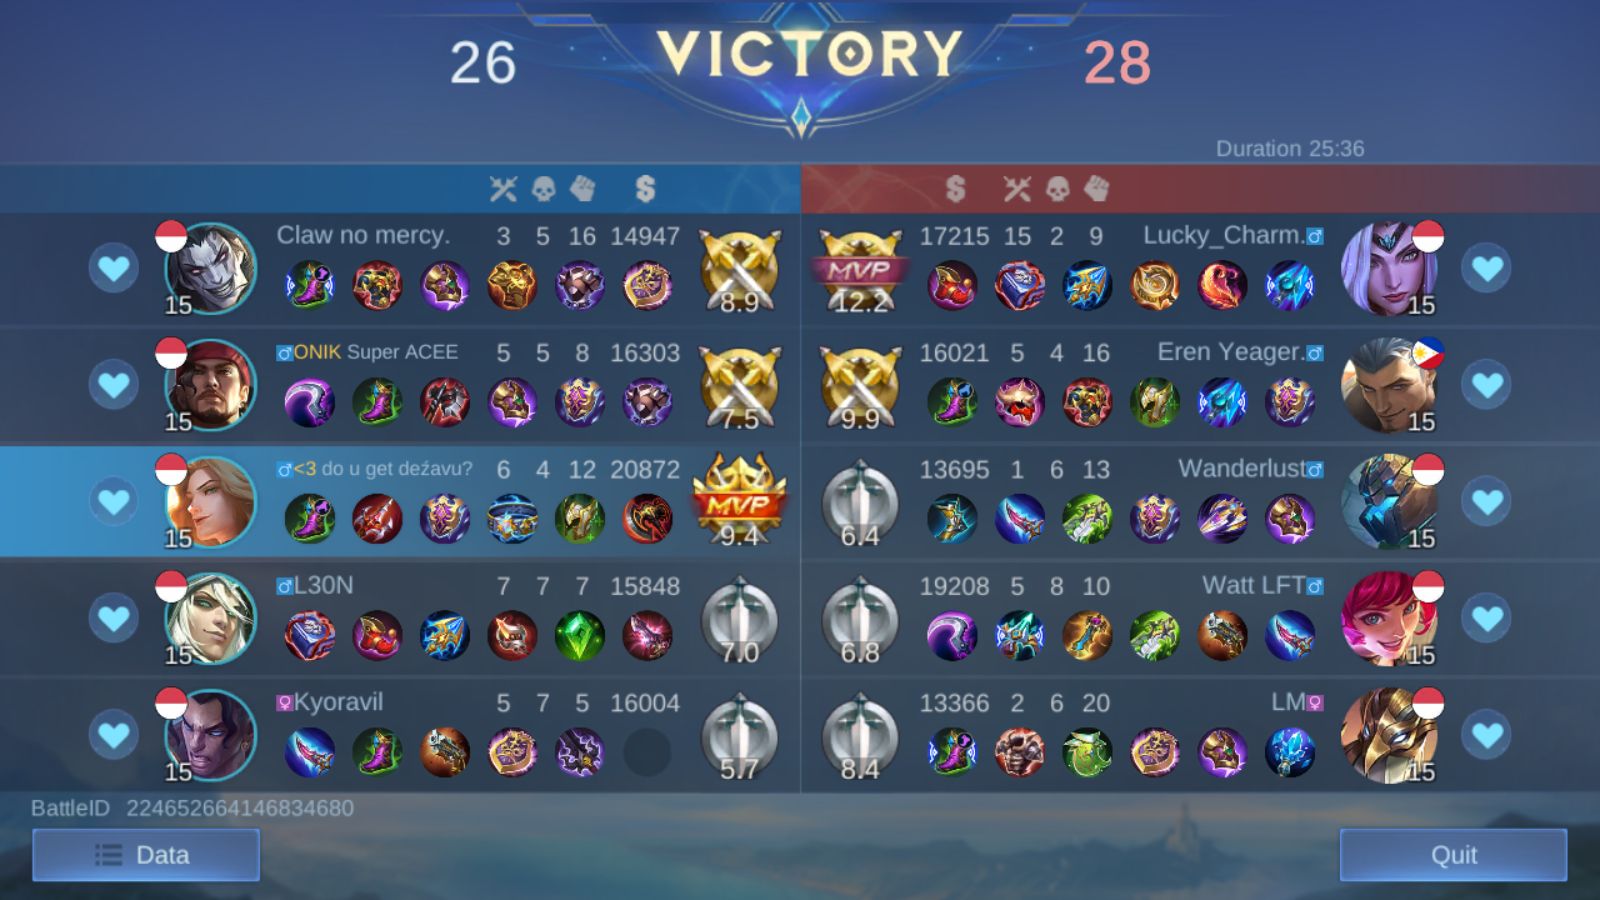 26 VICTORY 28
Duration 25:36
Claw no mercy. 3 5 16 14947 8.9 15
MVP 12.2 17215 15 2 9 Lucky_Charm. 15
ONIK Super ACEE 5 5 8 16303 7.5 15
9.9 16021 5 4 16 Eren Yeager. 15
<3 do u get deźavu? 6 4 12 20872 MVP 9.4 15
6.4 13695 1 6 13 Wanderlust 15
L30N 7 7 7 15848 7.0 15
6.8 19208 5 8 10 Watt LFT 15
Kyoravil 5 7 5 16004 5.7 15
8.4 13366 2 6 20 LM 15
BattleID 224652664146834680
Data
Quit